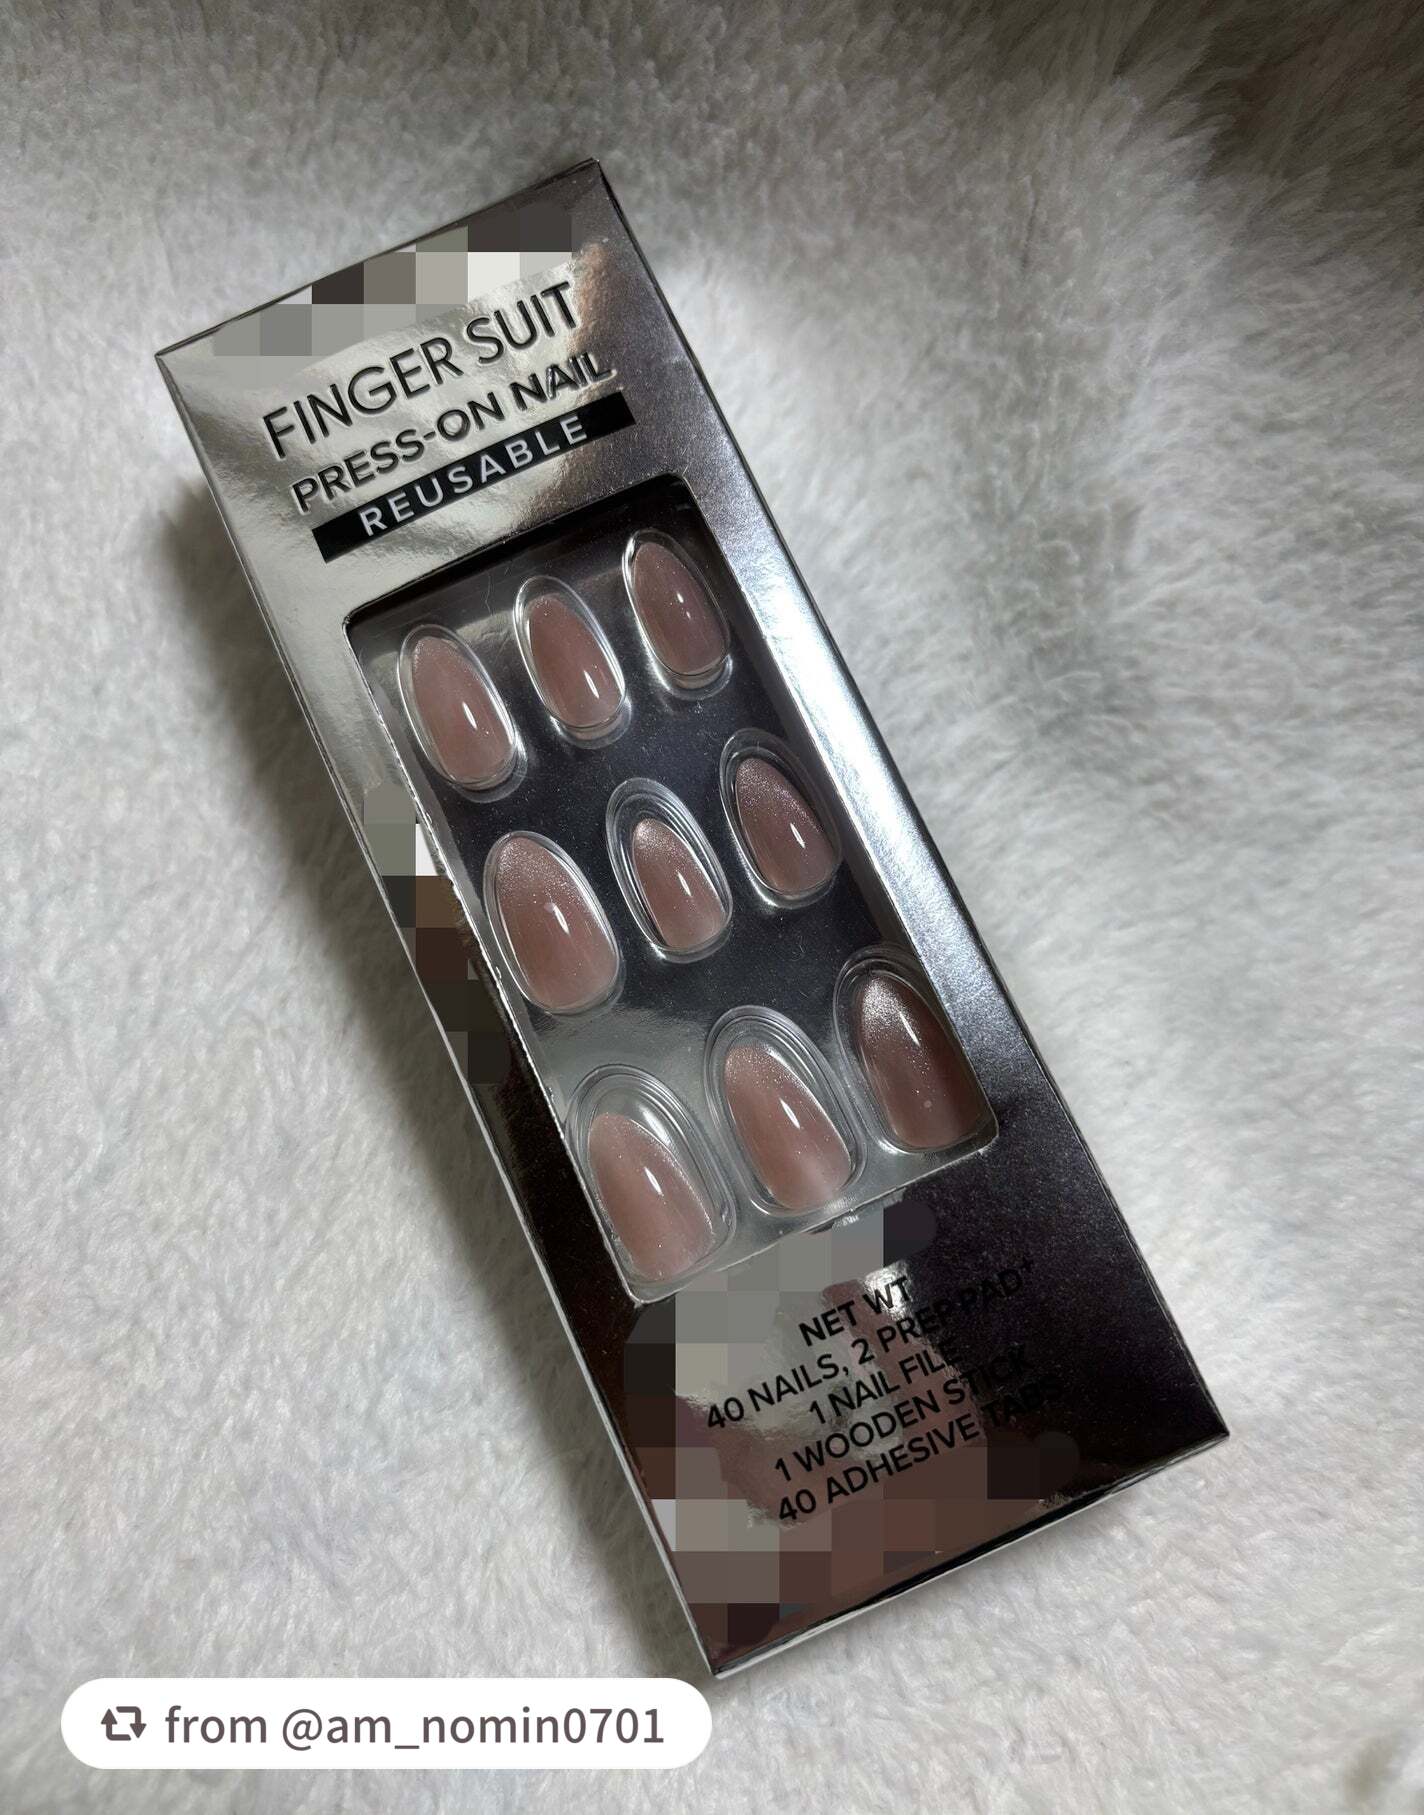 FINGER SUIT
PRESS-ON NAIL
REUSABLE
NET WT
40 NAILS, 2 PREP PAD+
1 NAIL FILE
1 WOODEN STICK
40 ADHESIVE TABS
from @am_nomin0701